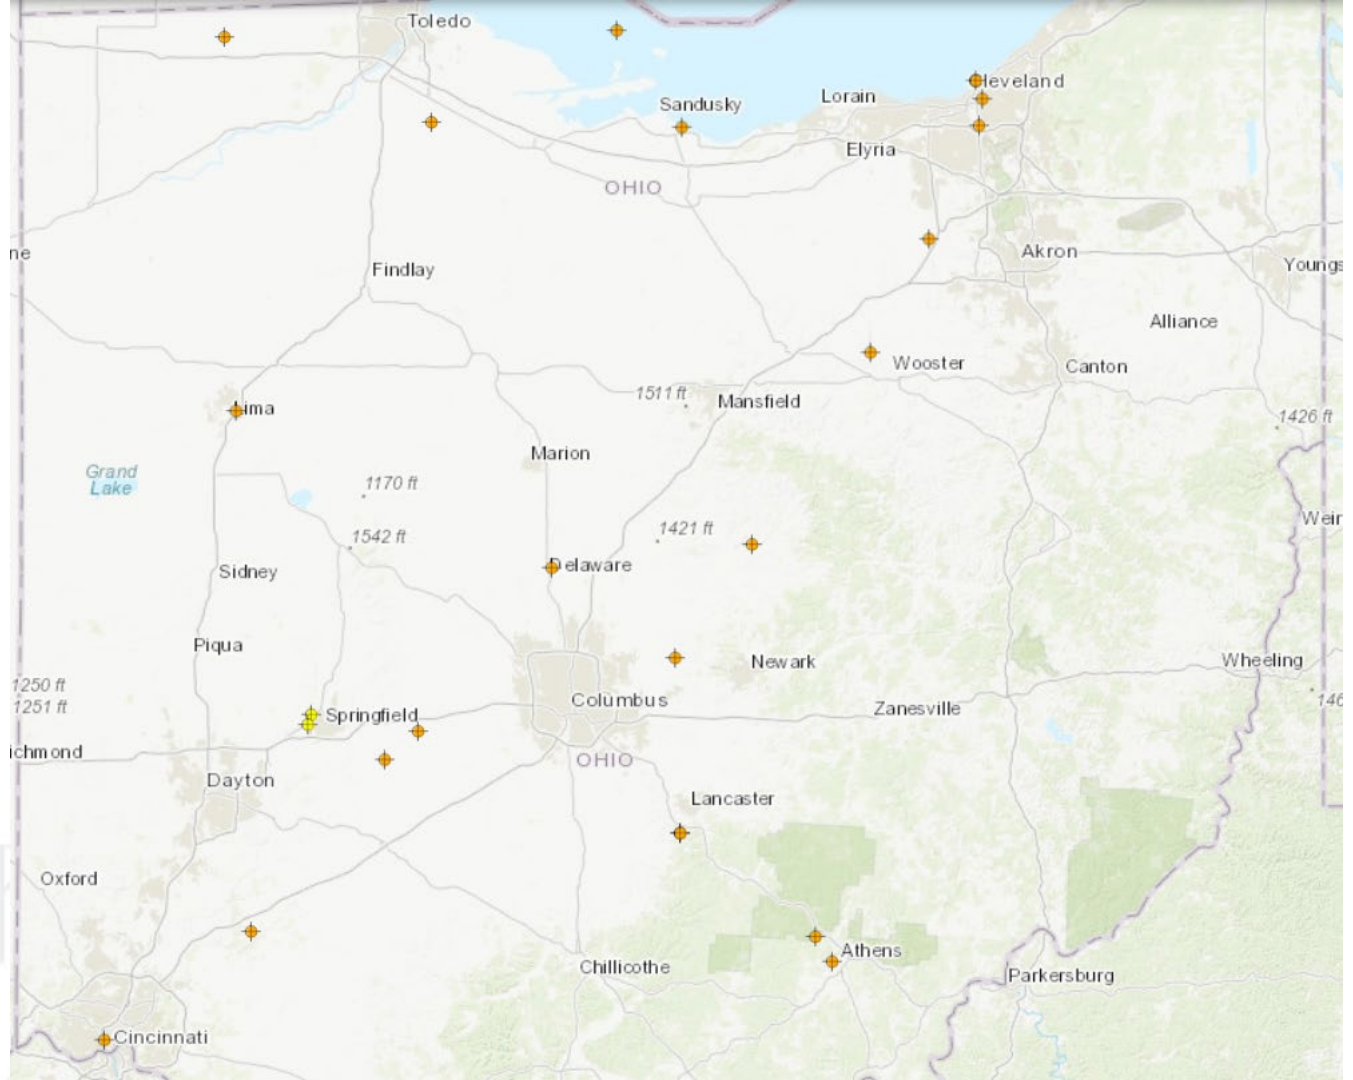 Toledo
Cleveland
Lorain
Sandusky
Elyria
OHIO
ne
Akron
Youngs
Findlay
Alliance
Wooster
Canton
1511 ft
Mansfield
Lima
1426 ft
Marion
Grand
Lake
1170 ft
Weir
1421 ft
1542 ft
Delaware
Sidney
Piqua
Newark
Wheeling
1250 ft
1251 ft
Columbus
146
Springfield
Zanesville
ichmond
OHIO
Dayton
Lancaster
Oxford
Athens
Chillicothe
Parkersburg
Cincinnati